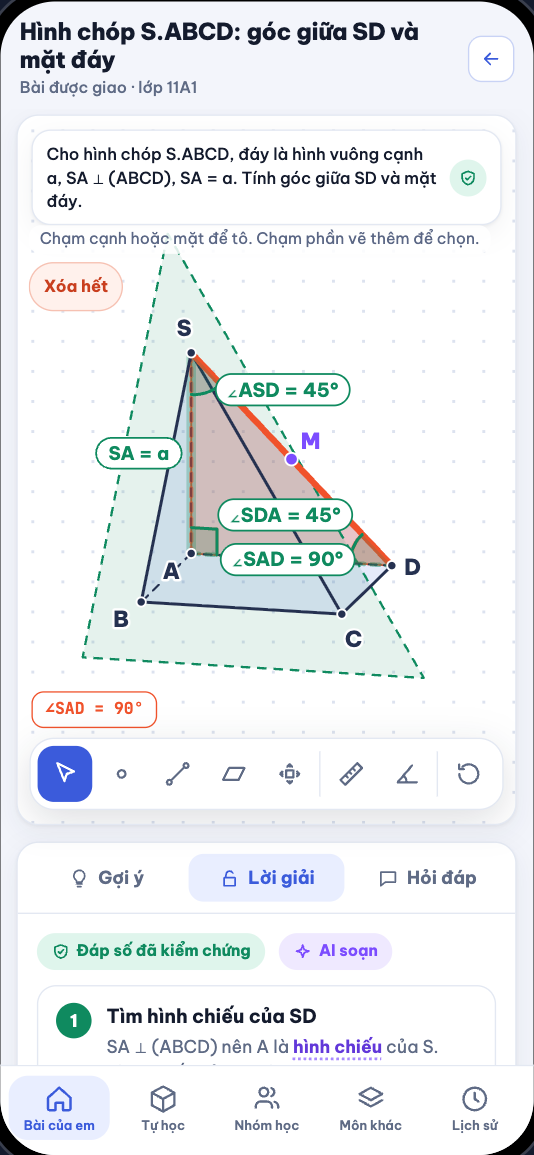 Hình chóp S.ABCD: góc giữa SD và
mặt đáy
Bài được giao · lớp 11A1
Cho hình chóp S.ABCD, đáy là hình vuông cạnh
a, SA ⊥ (ABCD), SA = a. Tính góc giữa SD và mặt
đáy.
Chạm cạnh hoặc mặt để tô. Chạm phần vẽ thêm để chọn.
Xóa hết
S
∠ASD = 45°
M
SA = a
∠SDA = 45°
∠SAD = 90°
A
D
B
C
∠SAD = 90°
Gợi ý
Lời giải
Hỏi đáp
Đáp số đã kiểm chứng
AI soạn
1
Tìm hình chiếu của SD
SA ⊥ (ABCD) nên A là hình chiếu của S.
Bài của em
Tự học
Nhóm học
Môn khác
Lịch sử